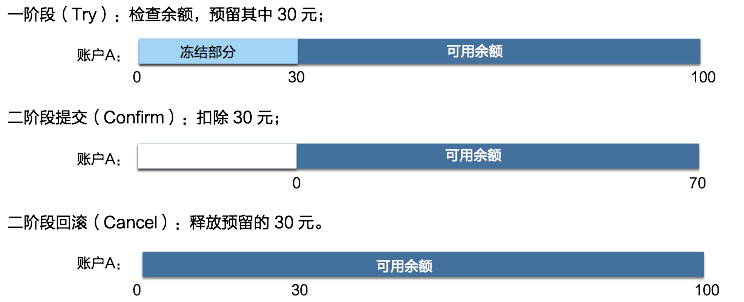 一阶段（Try）：检查余额，预留其中 30 元；
账户A： 冻结部分 可用余额
0 30 100
二阶段提交（Confirm）：扣除 30 元；
账户A： 可用余额
0 70
二阶段回滚（Cancel）：释放预留的 30 元。
账户A： 可用余额
0 30 100